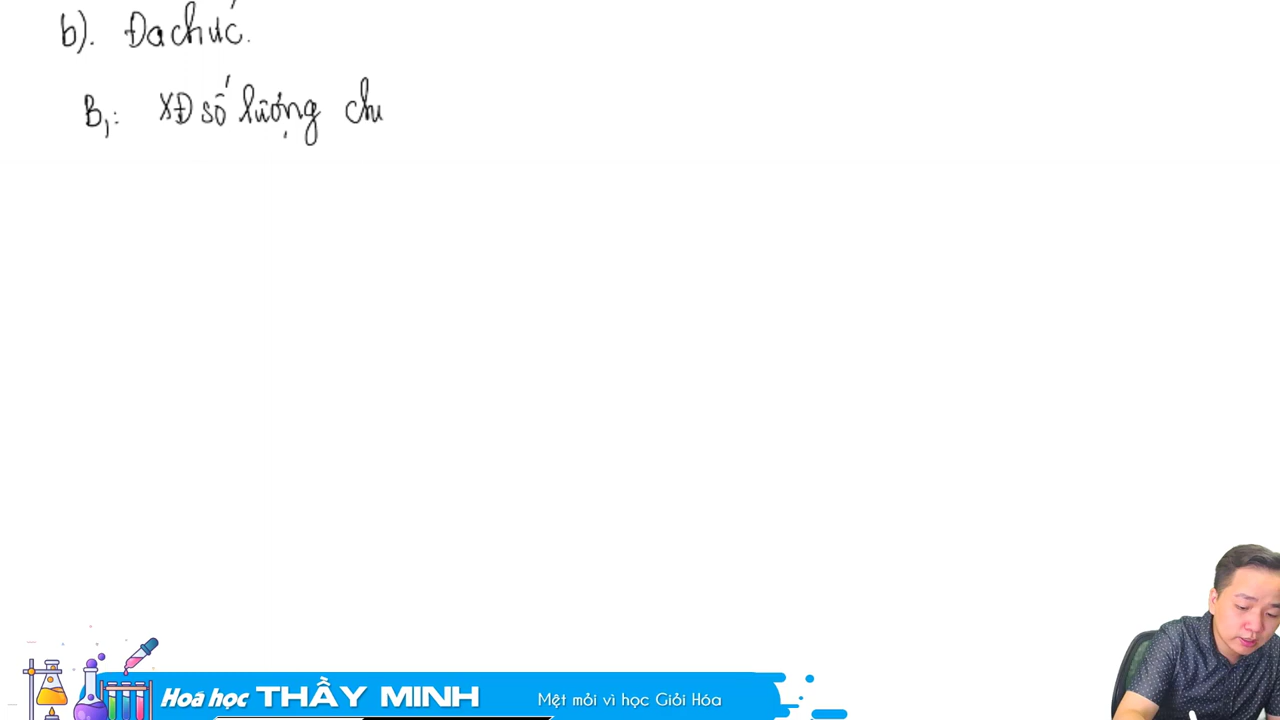 b). Đa chức.
B₁: XĐ số lượng chu
Hoá học THẦY MINH
Mệt mỏi vì học Giỏi Hóa